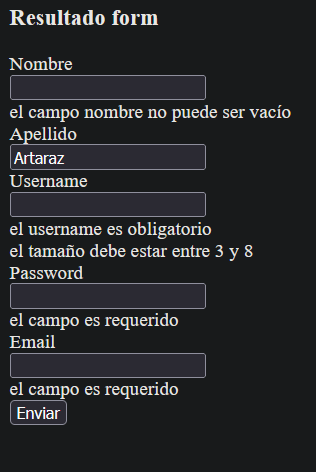 Resultado form
Nombre
el campo nombre no puede ser vacío
Apellido
Artaraz
Username
el username es obligatorio
el tamaño debe estar entre 3 y 8
Password
el campo es requerido
Email
el campo es requerido
Enviar